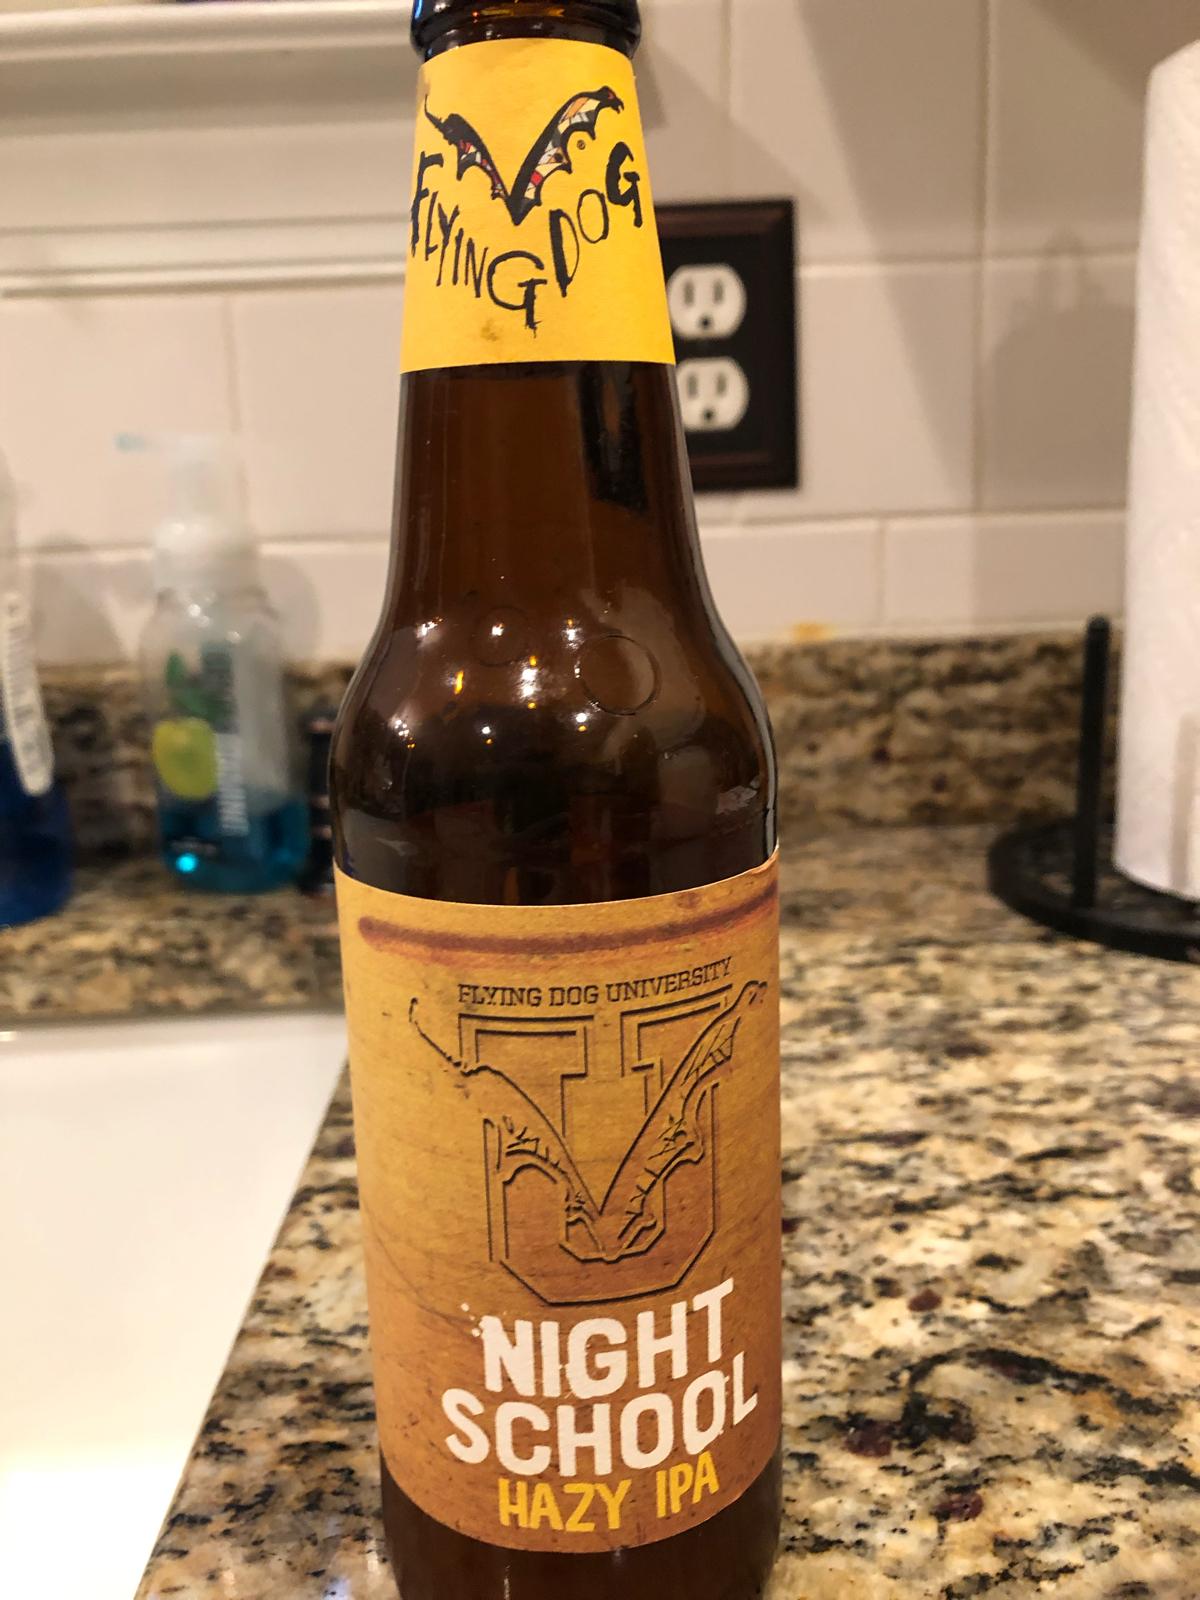 FLYING DOG
®
FLYING DOG UNIVERSITY
U
NIGHT
SCHOOL
HAZY IPA